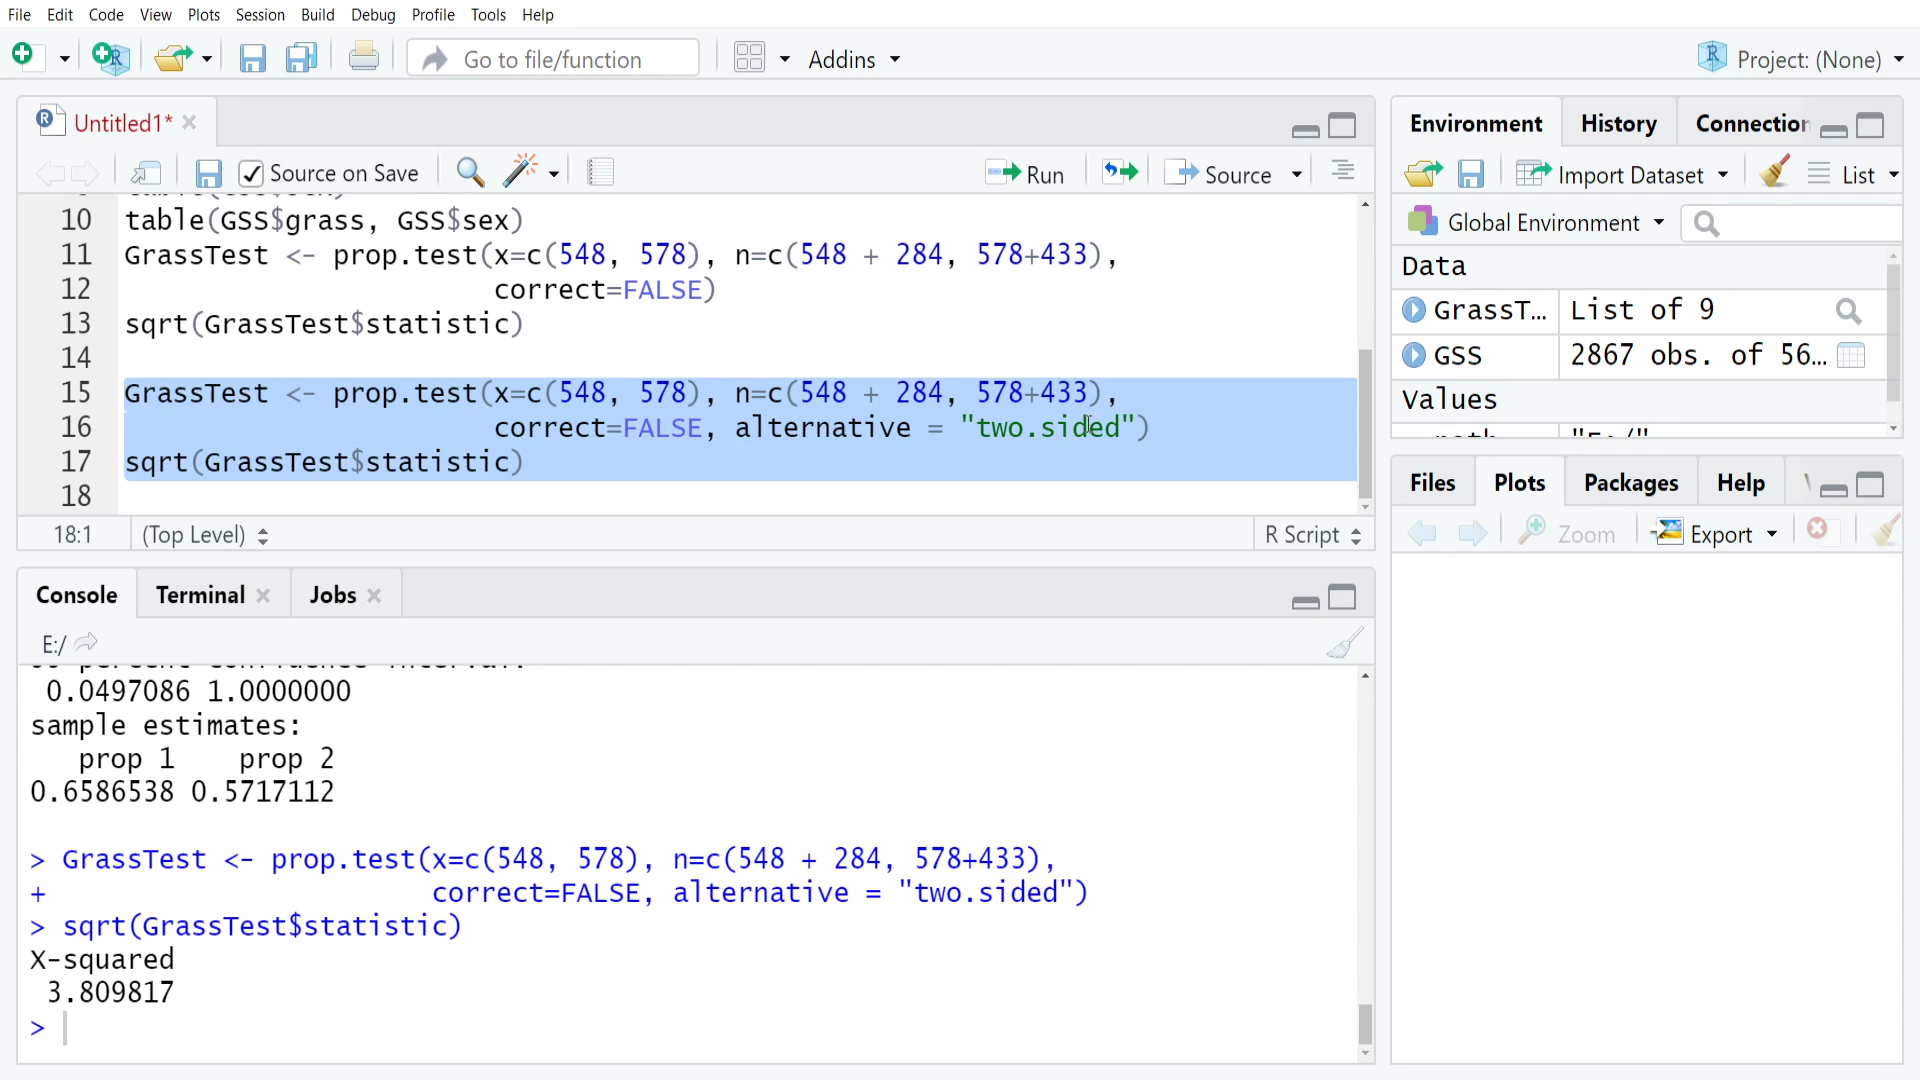 File Edit Code View Plots Session Build Debug Profile Tools Help
Go to file/function Addins Project: (None)
Untitled1*
Source on Save Run Source
10 table(GSS$grass, GSS$sex)
11 GrassTest <- prop.test(x=c(548, 578), n=c(548 + 284, 578+433),
12 correct=FALSE)
13 sqrt(GrassTest$statistic)
14
15 GrassTest <- prop.test(x=c(548, 578), n=c(548 + 284, 578+433),
16 correct=FALSE, alternative = "two.sided")
17 sqrt(GrassTest$statistic)
18
18:1 (Top Level) R Script
Console Terminal Jobs
E:/
0.0497086 1.0000000
sample estimates:
prop 1 prop 2
0.6586538 0.5717112
> GrassTest <- prop.test(x=c(548, 578), n=c(548 + 284, 578+433),
+ correct=FALSE, alternative = "two.sided")
> sqrt(GrassTest$statistic)
X-squared
3.809817
>
Environment History Connection
Import Dataset List
Global Environment
Data
GrassT... List of 9
GSS 2867 obs. of 56...
Values
Files Plots Packages Help
Zoom Export